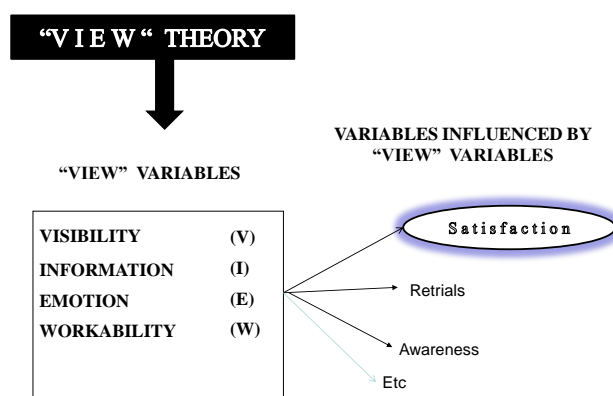 “V I E W“ THEORY
VARIABLES INFLUENCED BY
“VIEW” VARIABLES
“VIEW” VARIABLES
VISIBILITY (V)
INFORMATION (I)
EMOTION (E)
WORKABILITY (W)
Satisfaction
Retrials
Awareness
Etc